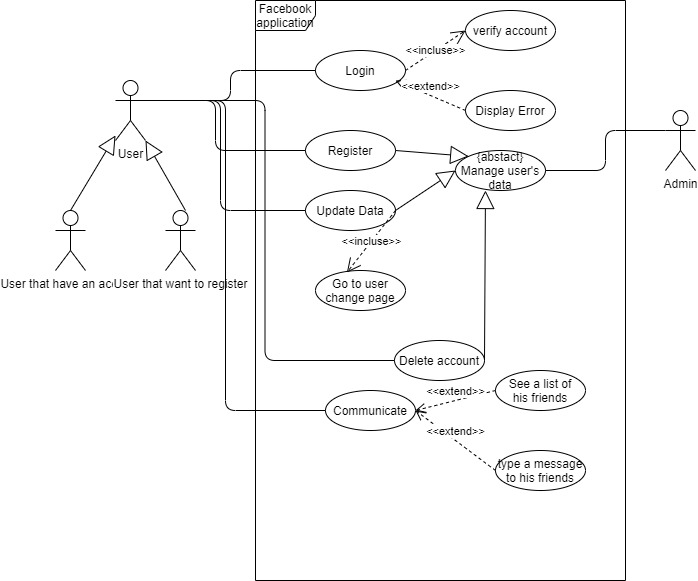 Facebook
application
verify account
<<incluse>>
Login
<<extend>>
Display Error
User
Register
{abstact}
Manage user's
data
Admin
Update Data
<<incluse>>
User that have an ac
User that want to register
Go to user
change page
Delete account
See a list of
his friends
<<extend>>
Communicate
<<extend>>
type a message
to his friends